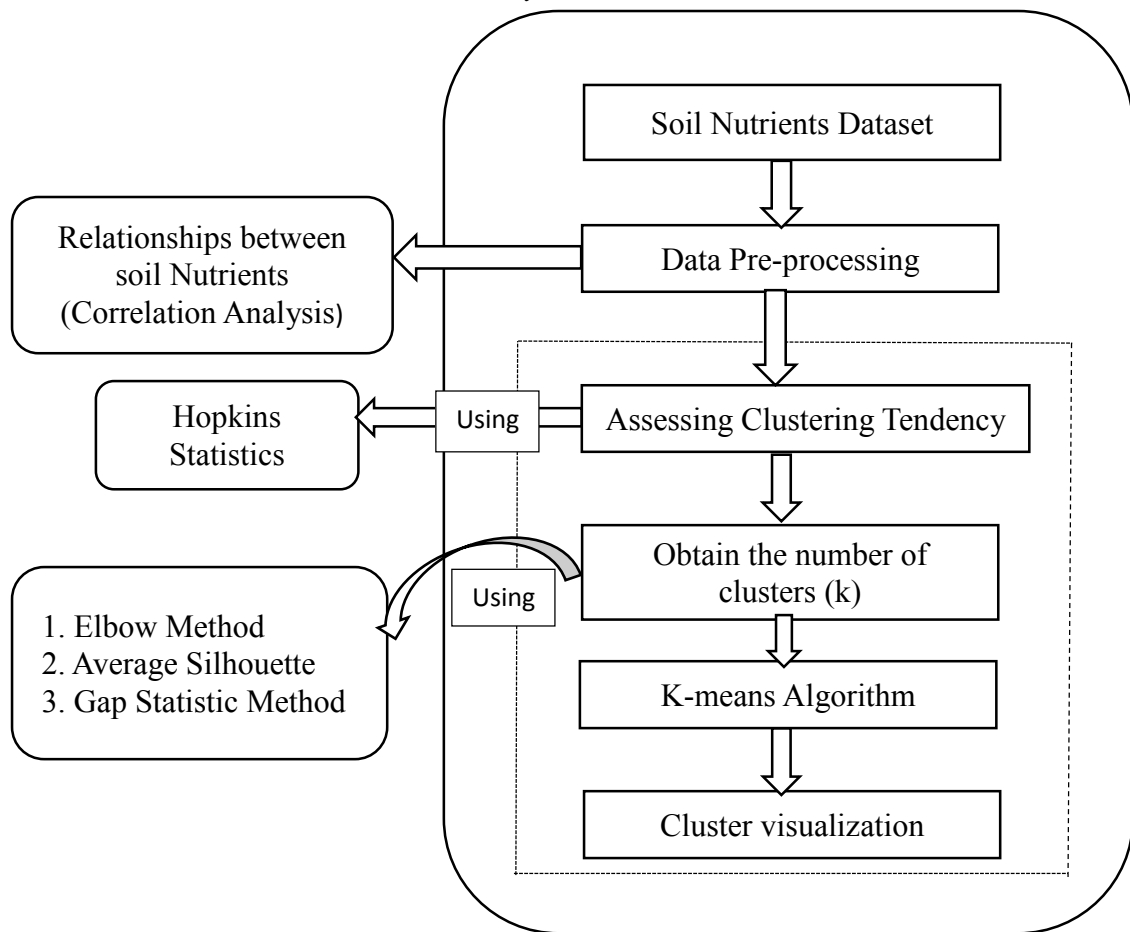 Soil Nutrients Dataset
Relationships between
soil Nutrients
(Correlation Analysis)
Data Pre-processing
Hopkins
Statistics
Using
Assessing Clustering Tendency
Obtain the number of
clusters (k)
Using
1. Elbow Method
2. Average Silhouette
3. Gap Statistic Method
K-means Algorithm
Cluster visualization